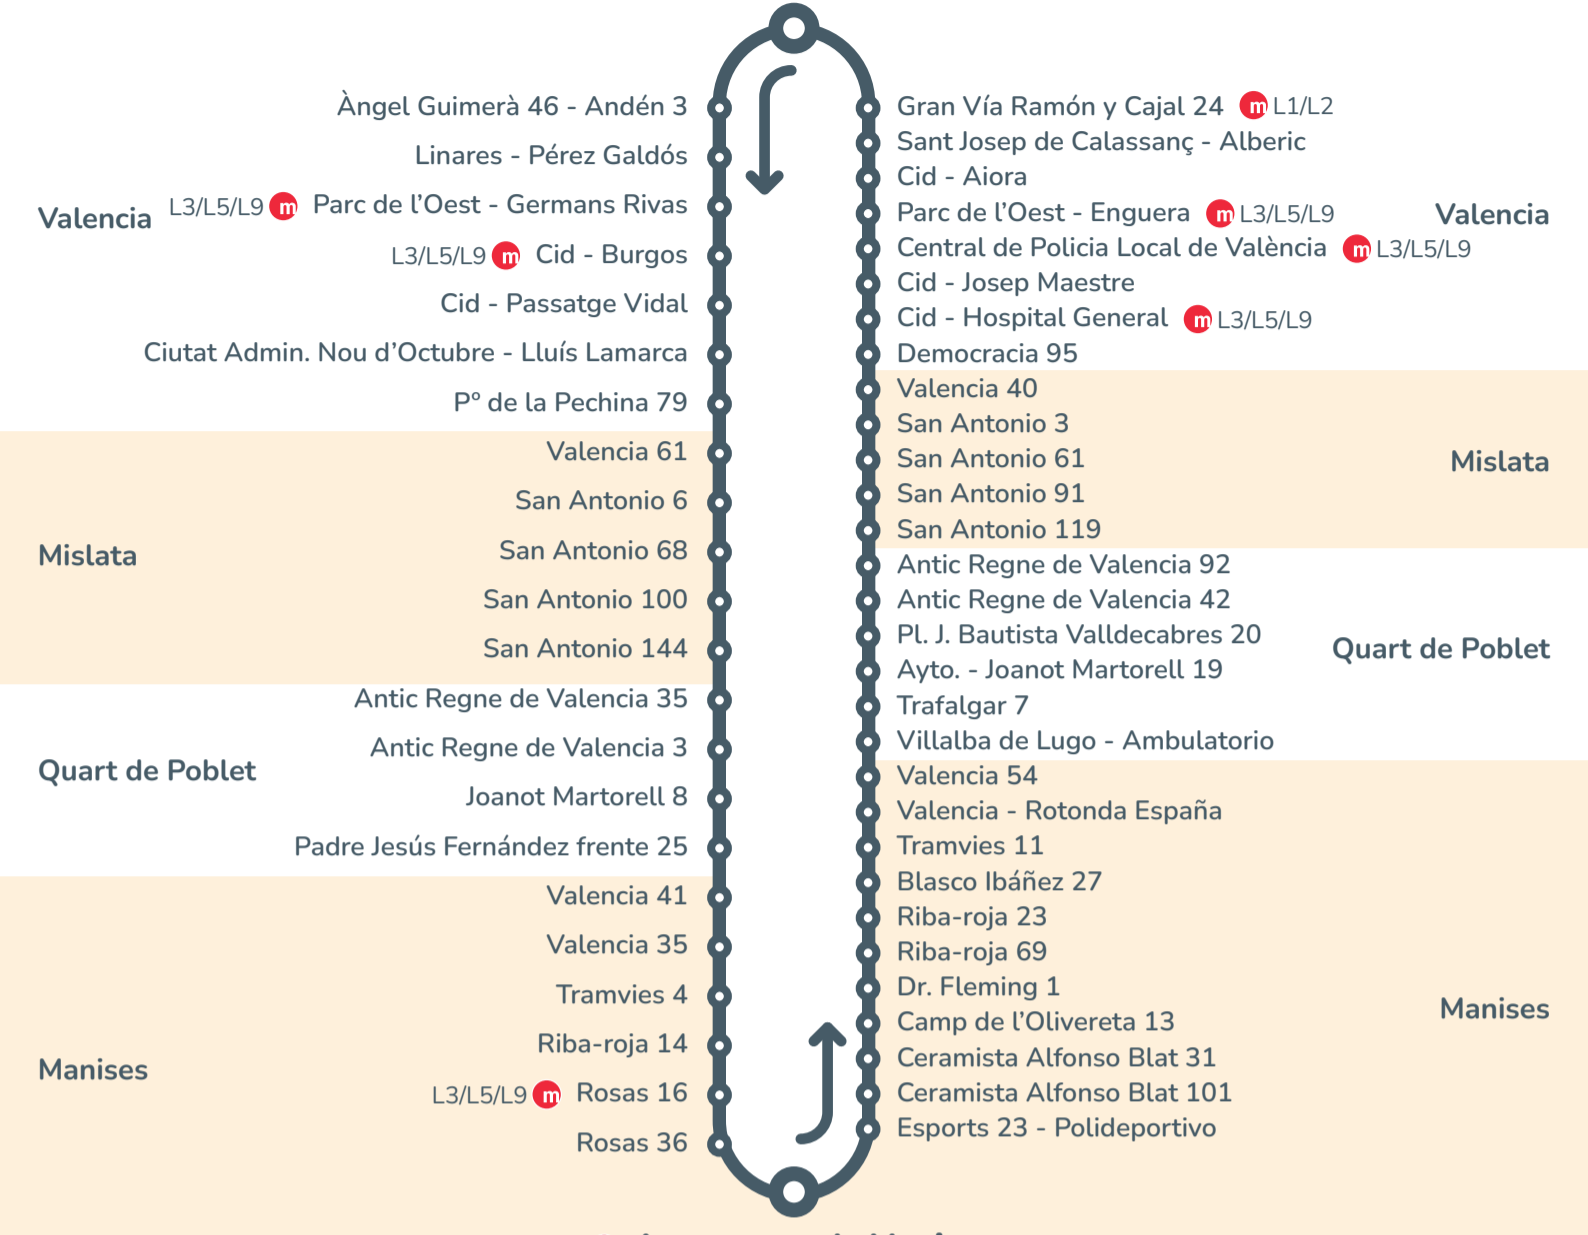 Àngel Guimerà 46 - Andén 3
Linares - Pérez Galdós
Valencia
L3/L5/L9 m Parc de l'Oest - Germans Rivas
L3/L5/L9 m Cid - Burgos
Cid - Passatge Vidal
Ciutat Admin. Nou d'Octubre - Lluís Lamarca
Pº de la Pechina 79
Valencia 61
San Antonio 6
Mislata
San Antonio 68
San Antonio 100
San Antonio 144
Antic Regne de Valencia 35
Antic Regne de Valencia 3
Quart de Poblet
Joanot Martorell 8
Padre Jesús Fernández frente 25
Valencia 41
Valencia 35
Tramvies 4
Riba-roja 14
Manises
L3/L5/L9 m Rosas 16
Rosas 36
Gran Vía Ramón y Cajal 24 m L1/L2
Sant Josep de Calassanç - Alberic
Cid - Aiora
Parc de l'Oest - Enguera m L3/L5/L9
Valencia
Central de Policia Local de València m L3/L5/L9
Cid - Josep Maestre
Cid - Hospital General m L3/L5/L9
Democracia 95
Valencia 40
San Antonio 3
San Antonio 61
Mislata
San Antonio 91
San Antonio 119
Antic Regne de Valencia 92
Antic Regne de Valencia 42
Pl. J. Bautista Valldecabres 20
Quart de Poblet
Ayto. - Joanot Martorell 19
Trafalgar 7
Villalba de Lugo - Ambulatorio
Valencia 54
Valencia - Rotonda España
Tramvies 11
Blasco Ibáñez 27
Riba-roja 23
Riba-roja 69
Dr. Fleming 1
Manises
Camp de l'Olivereta 13
Ceramista Alfonso Blat 31
Ceramista Alfonso Blat 101
Esports 23 - Polideportivo